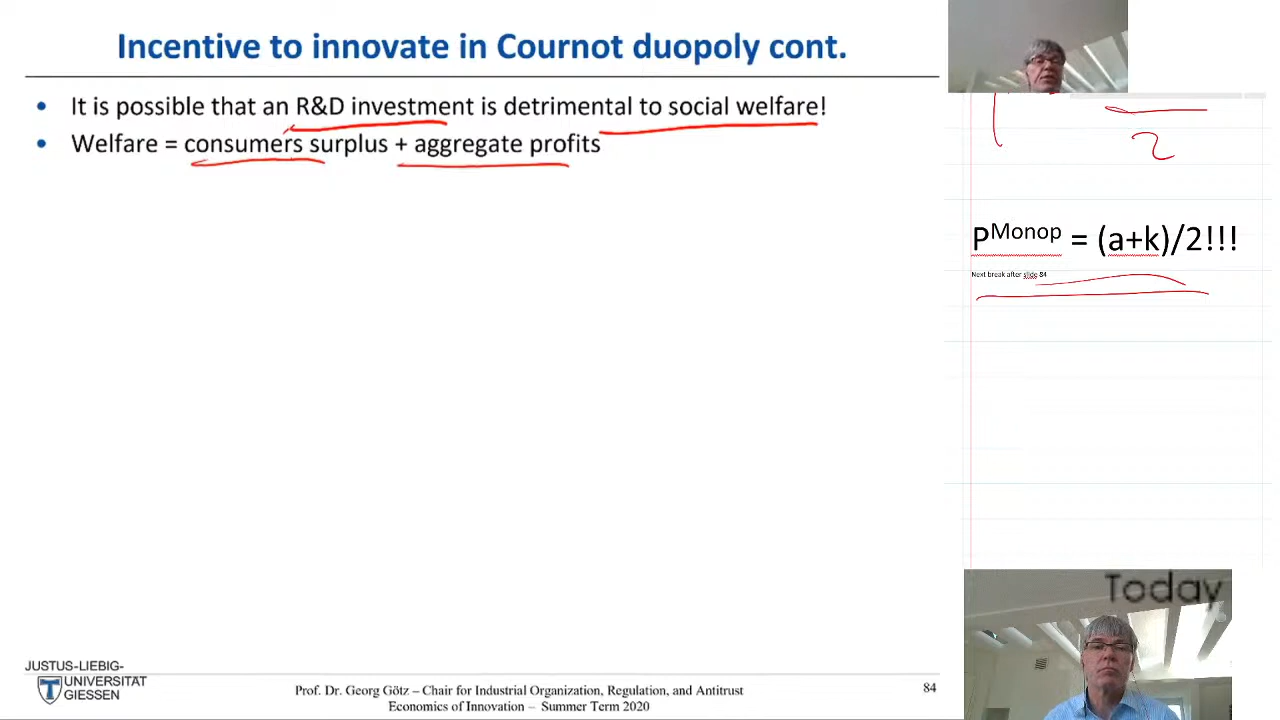 Incentive to innovate in Cournot duopoly cont.
• It is possible that an R&D investment is detrimental to social welfare!
• Welfare = consumers surplus + aggregate profits
2
PMonop = (a+k)/2!!!
Next break after slide 84
Today
JUSTUS-LIEBIG-
UNIVERSITAT
GIESSEN
Prof. Dr. Georg Götz – Chair for Industrial Organization, Regulation, and Antitrust
Economics of Innovation – Summer Term 2020
84